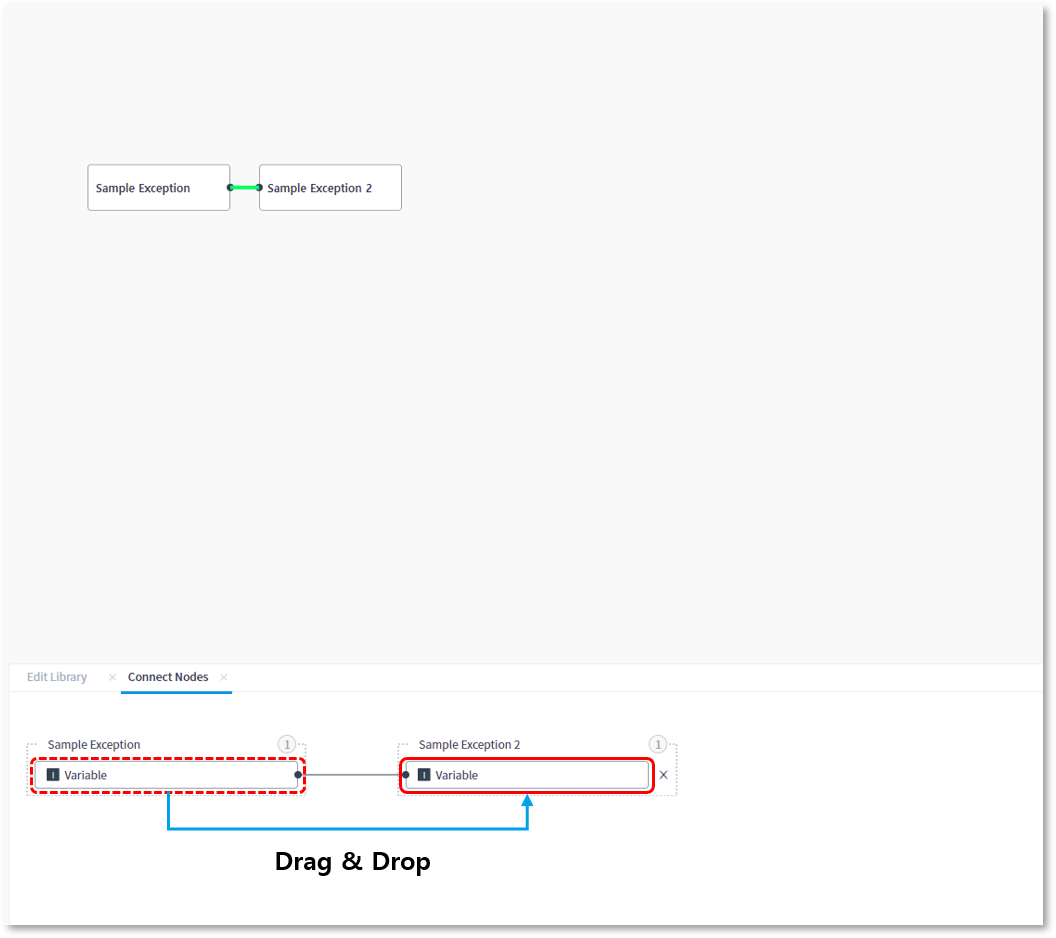 Sample Exception
Sample Exception 2
Edit Library
Connect Nodes
Sample Exception
1
Sample Exception 2
1
I Variable
I Variable
Drag & Drop